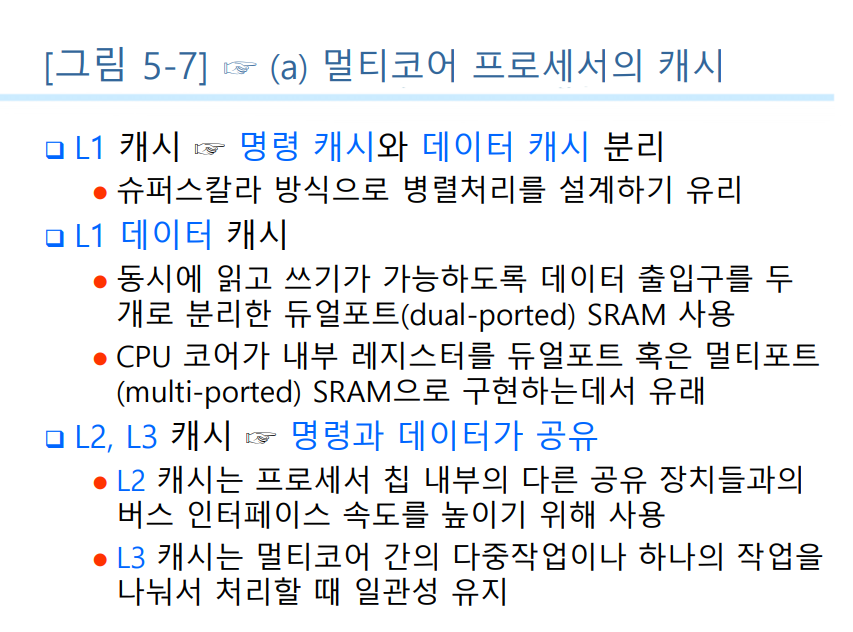 [그림 5-7] ☞ (a) 멀티코어 프로세서의 캐시
❑ L1 캐시 ☞ 명령 캐시와 데이터 캐시 분리
● 슈퍼스칼라 방식으로 병렬처리를 설계하기 유리
❑ L1 데이터 캐시
● 동시에 읽고 쓰기가 가능하도록 데이터 출입구를 두
개로 분리한 듀얼포트(dual-ported) SRAM 사용
● CPU 코어가 내부 레지스터를 듀얼포트 혹은 멀티포트
(multi-ported) SRAM으로 구현하는데서 유래
❑ L2, L3 캐시 ☞ 명령과 데이터가 공유
● L2 캐시는 프로세서 칩 내부의 다른 공유 장치들과의
버스 인터페이스 속도를 높이기 위해 사용
● L3 캐시는 멀티코어 간의 다중작업이나 하나의 작업을
나눠서 처리할 때 일관성 유지